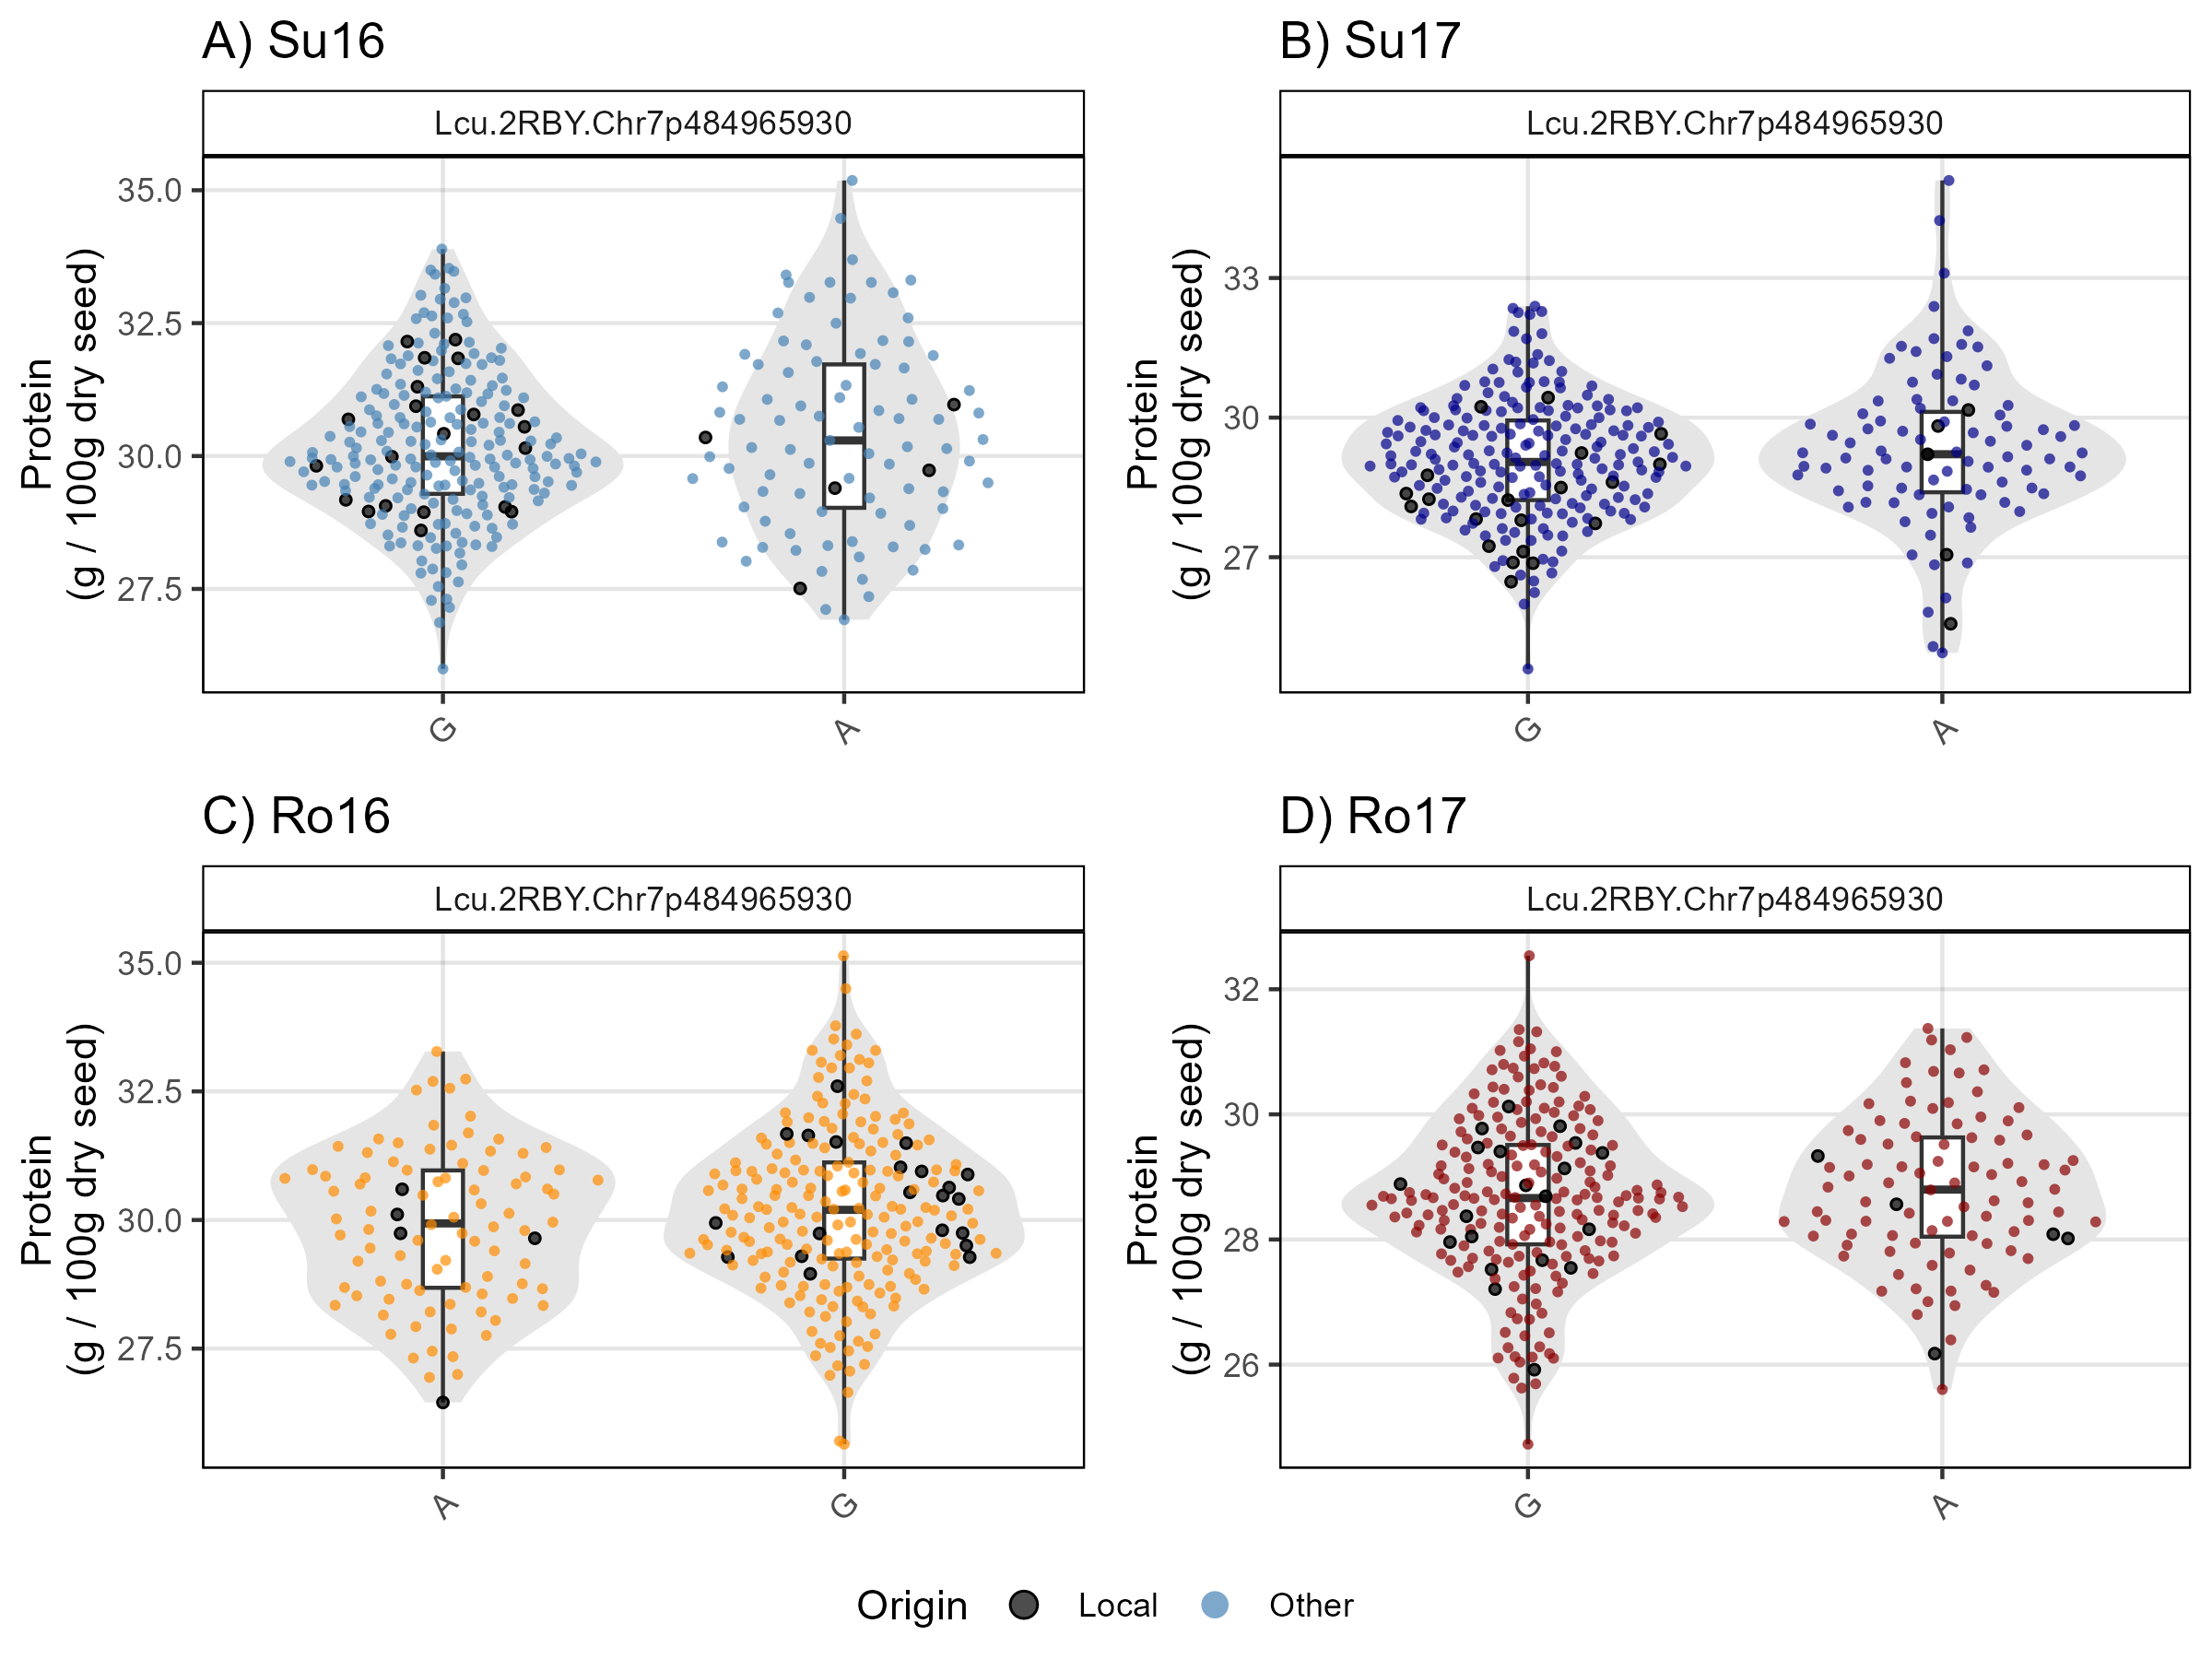 A) Su16
Lcu.2RBY.Chr7p484965930
Protein
(g / 100g dry seed)
35.0
32.5
30.0
27.5
G
A
B) Su17
Lcu.2RBY.Chr7p484965930
Protein
(g / 100g dry seed)
33
30
27
G
A
C) Ro16
Lcu.2RBY.Chr7p484965930
Protein
(g / 100g dry seed)
35.0
32.5
30.0
27.5
A
G
D) Ro17
Lcu.2RBY.Chr7p484965930
Protein
(g / 100g dry seed)
32
30
28
26
G
A
Origin Local Other